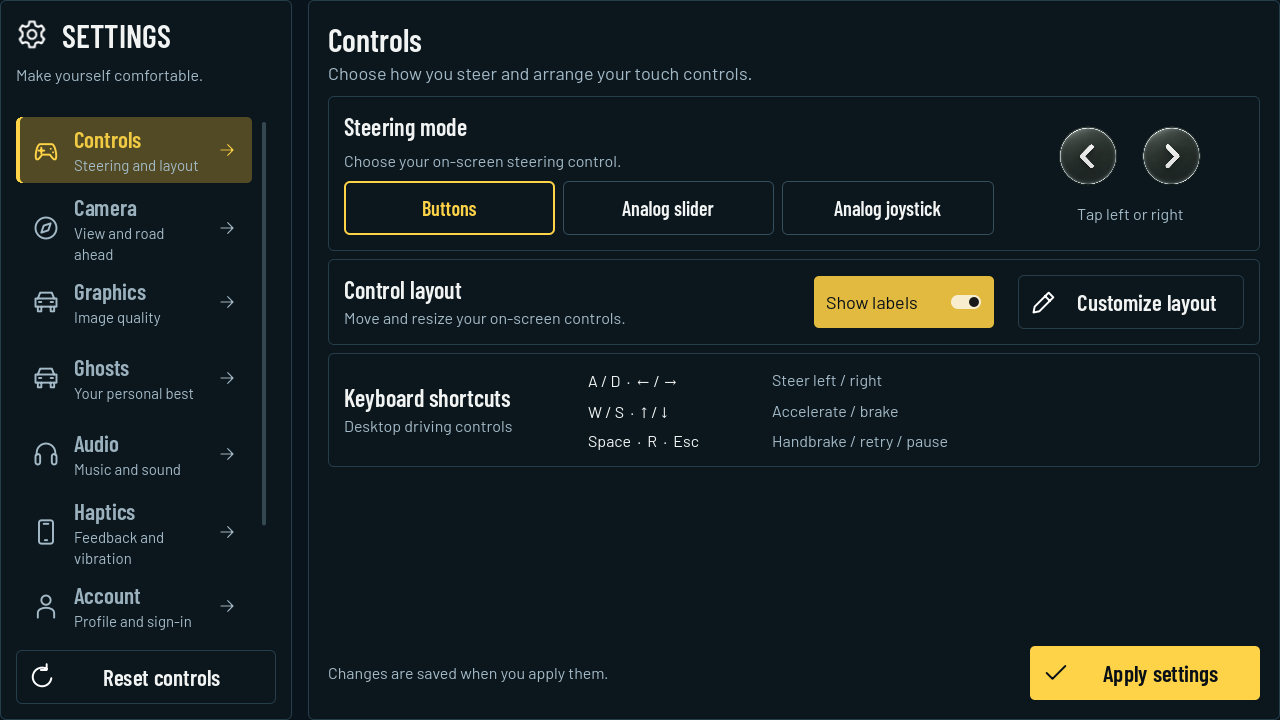 SETTINGS
Make yourself comfortable.
Controls
Steering and layout
Camera
View and road
ahead
Graphics
Image quality
Ghosts
Your personal best
Audio
Music and sound
Haptics
Feedback and
vibration
Account
Profile and sign-in
Reset controls
Controls
Choose how you steer and arrange your touch controls.
Steering mode
Choose your on-screen steering control.
Buttons
Analog slider
Analog joystick
Tap left or right
Control layout
Move and resize your on-screen controls.
Show labels
Customize layout
Keyboard shortcuts
Desktop driving controls
A / D · ← / → Steer left / right
W / S · ↑ / ↓ Accelerate / brake
Space · R · Esc Handbrake / retry / pause
Changes are saved when you apply them.
Apply settings